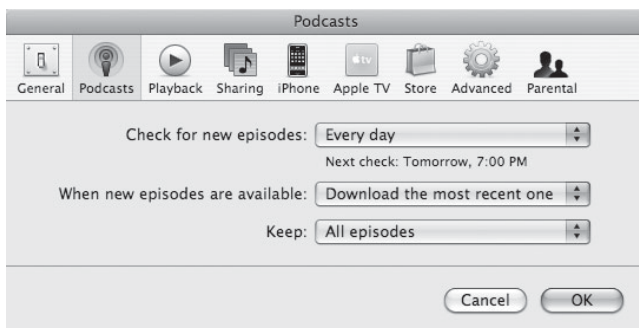 Podcasts
General Podcasts Playback Sharing iPhone Apple TV Store Advanced Parental
Check for new episodes: Every day
Next check: Tomorrow, 7:00 PM
When new episodes are available: Download the most recent one
Keep: All episodes
Cancel OK